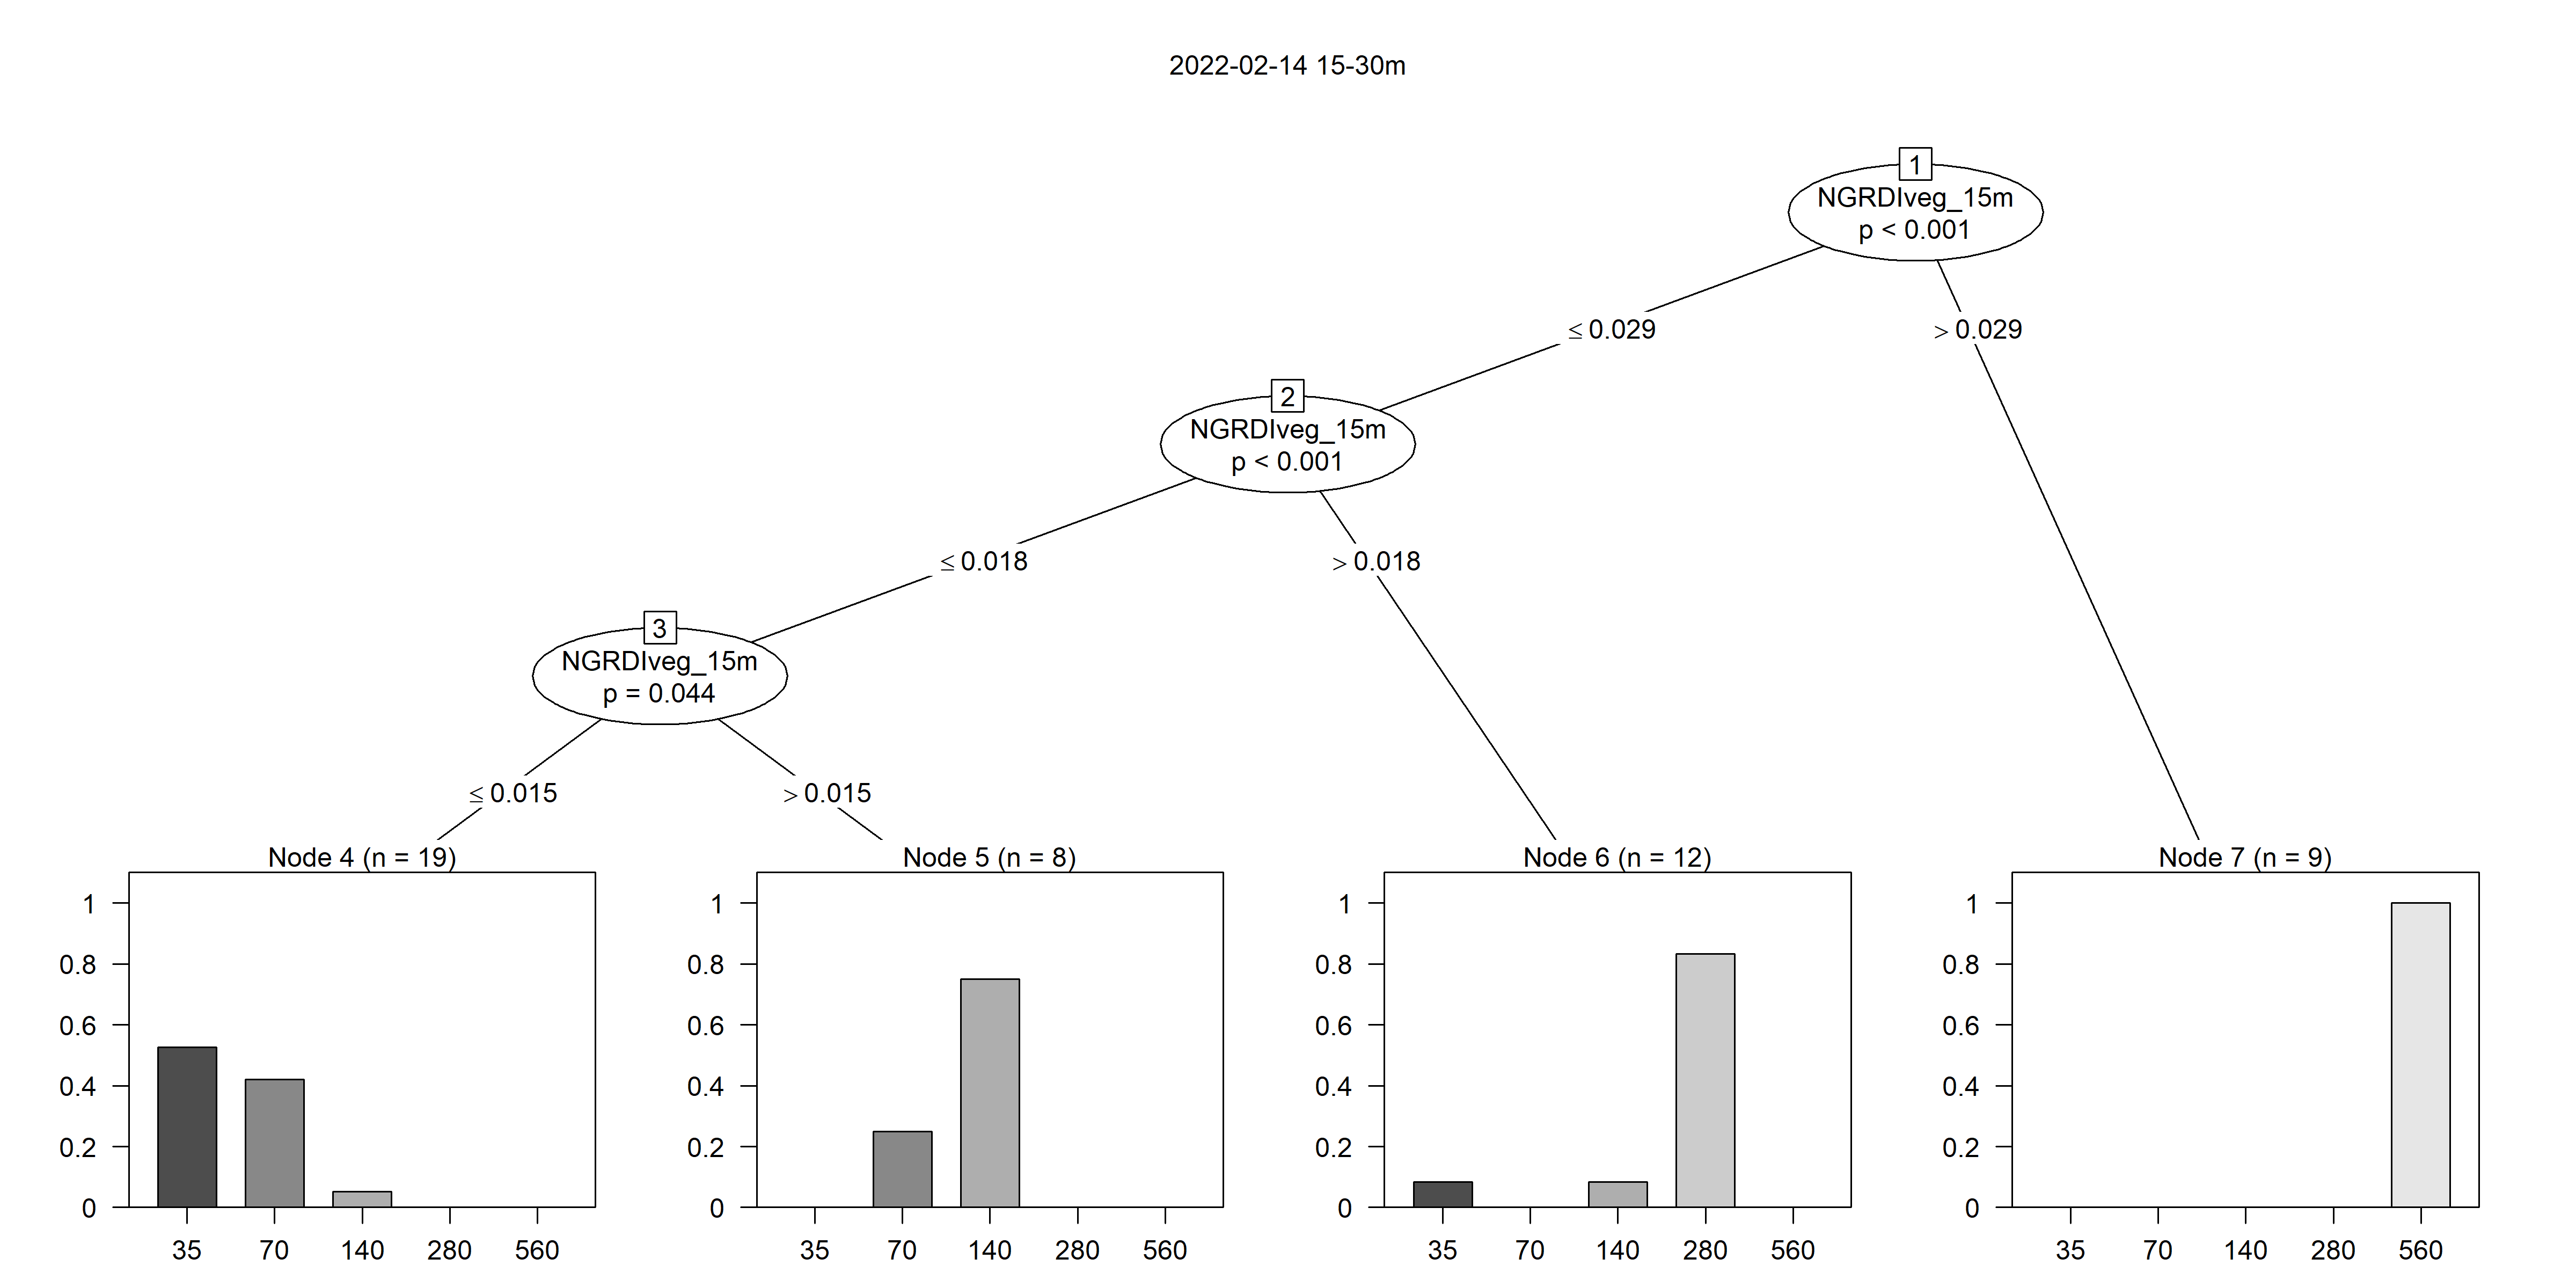 2022-02-14 15-30m
1
NGRDIveg_15m
p < 0.001
≤ 0.029
> 0.029
2
NGRDIveg_15m
p < 0.001
≤ 0.018
> 0.018
3
NGRDIveg_15m
p = 0.044
≤ 0.015
> 0.015
Node 4 (n = 19)
1
0.8
0.6
0.4
0.2
0
35 70 140 280 560
Node 5 (n = 8)
1
0.8
0.6
0.4
0.2
0
35 70 140 280 560
Node 6 (n = 12)
1
0.8
0.6
0.4
0.2
0
35 70 140 280 560
Node 7 (n = 9)
1
0.8
0.6
0.4
0.2
0
35 70 140 280 560